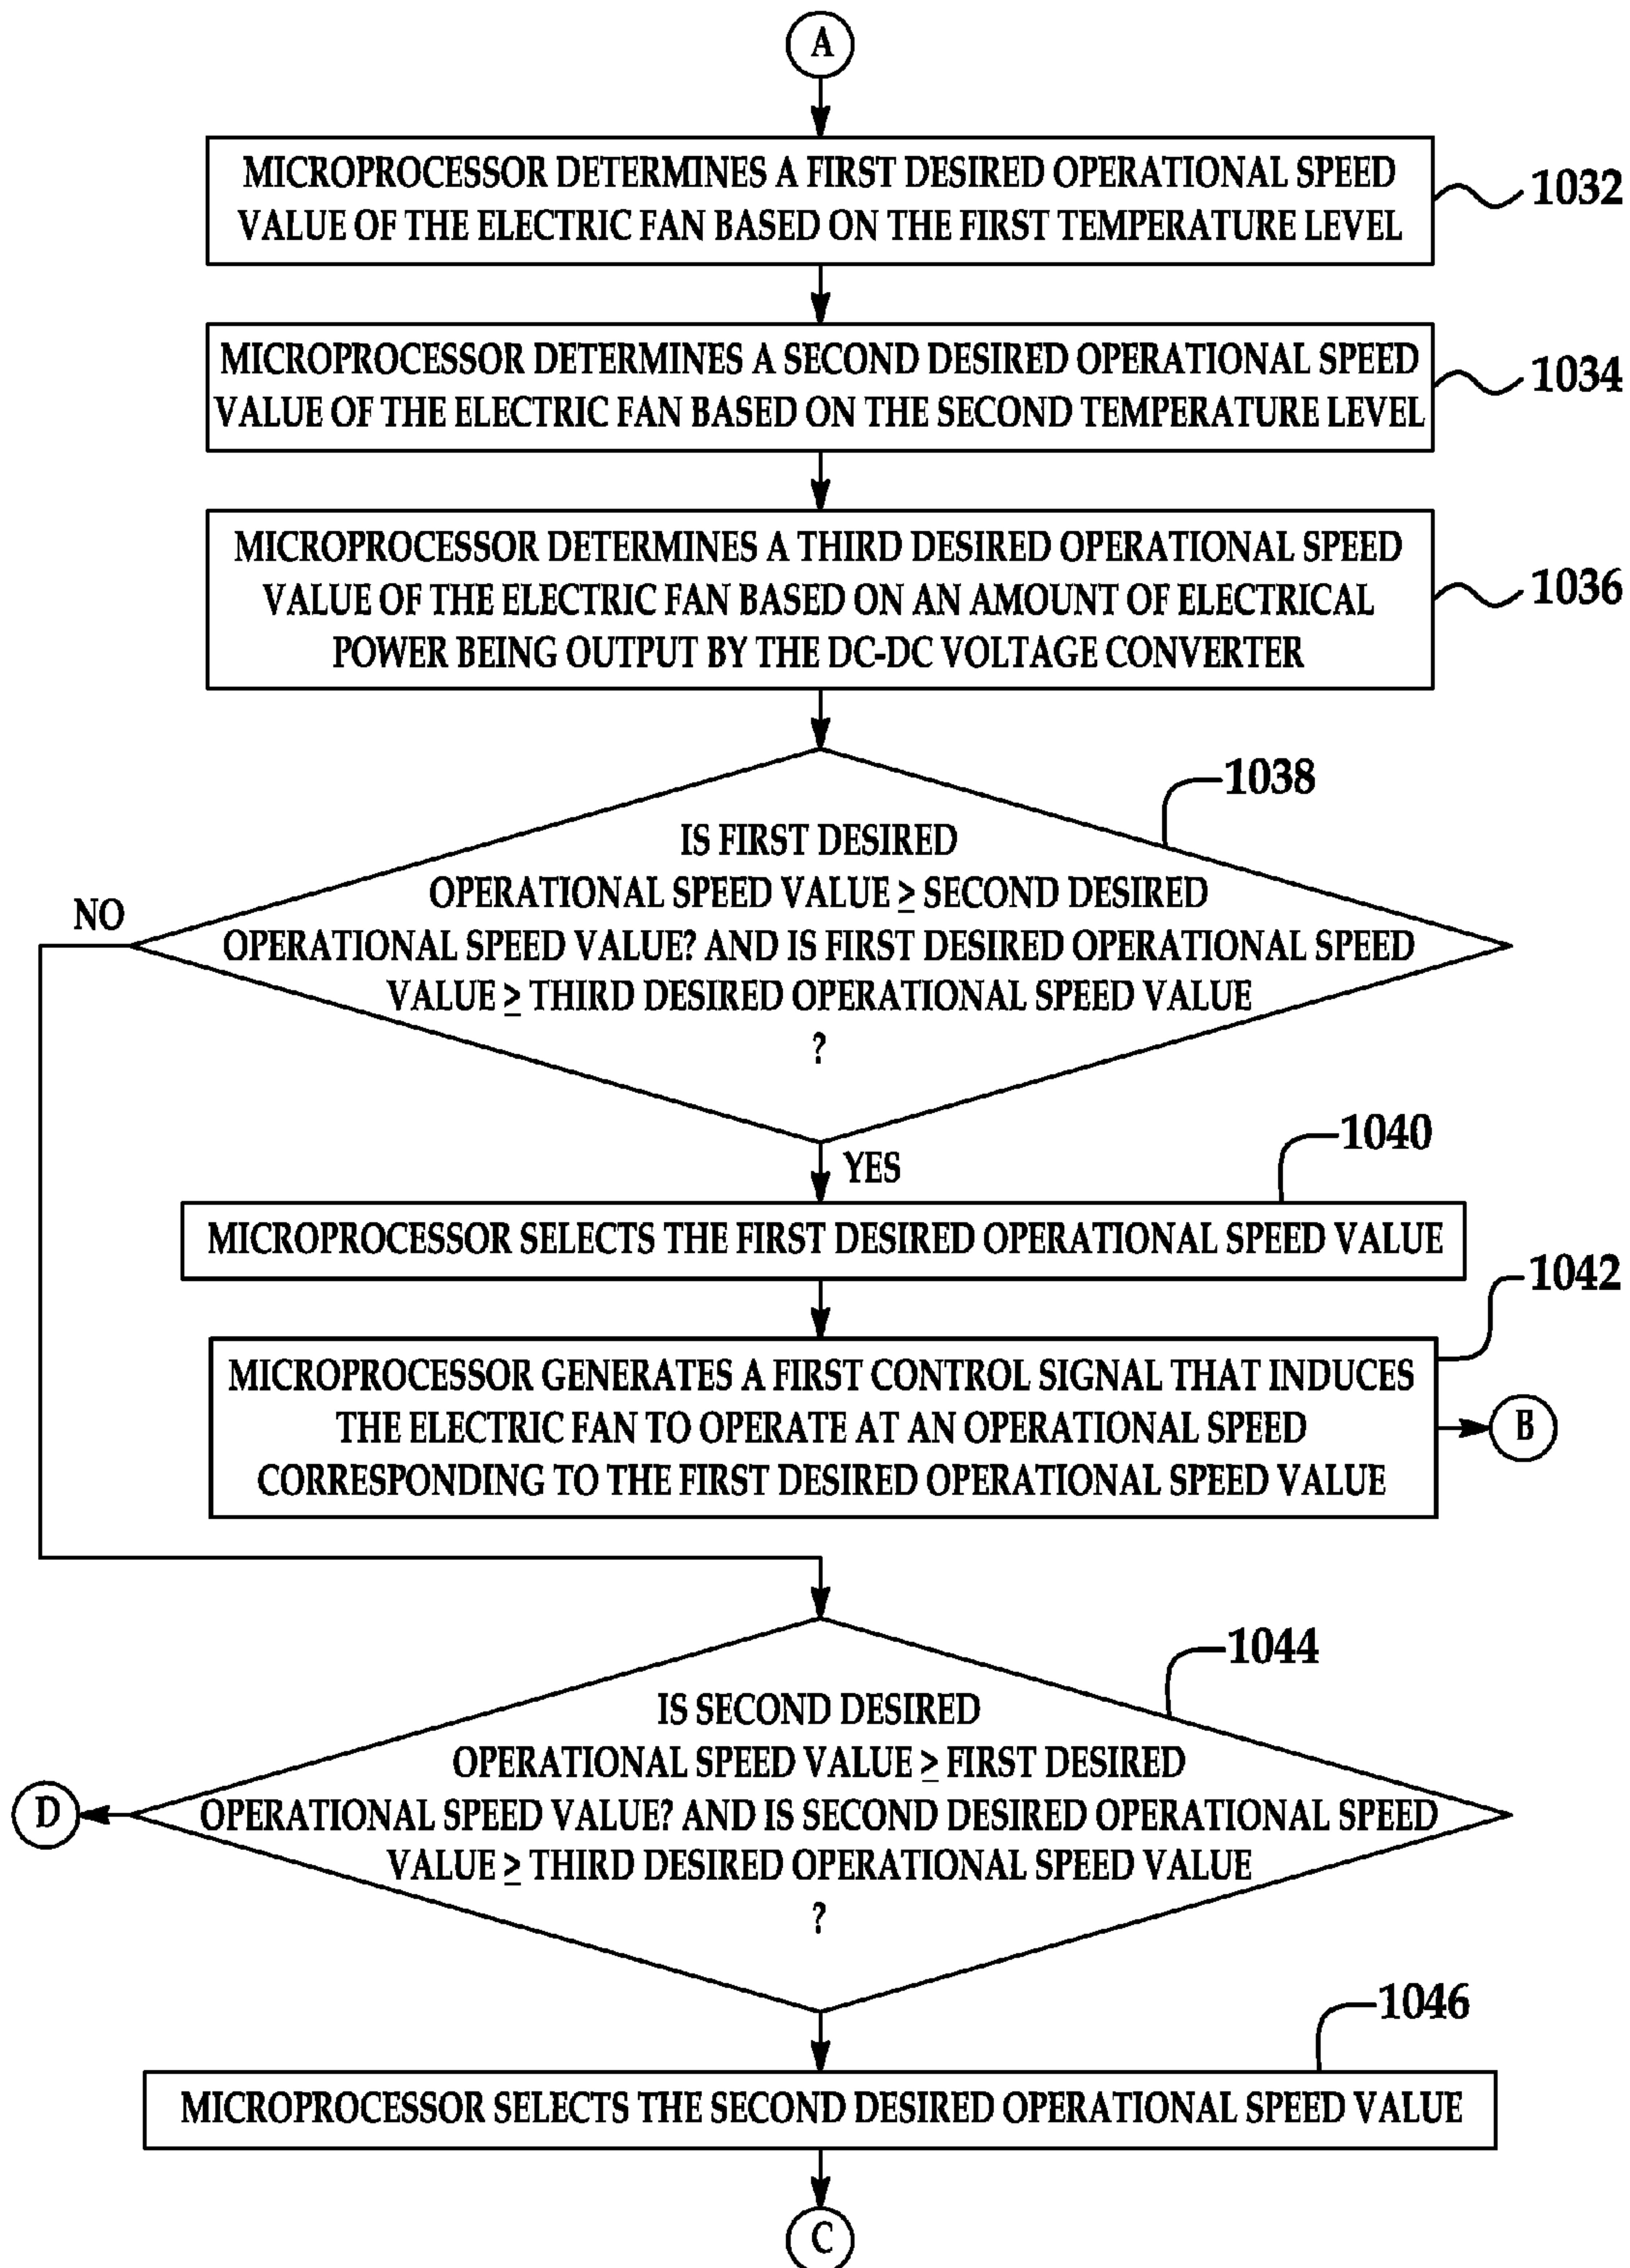 A
MICROPROCESSOR DETERMINES A FIRST DESIRED OPERATIONAL SPEED
VALUE OF THE ELECTRIC FAN BASED ON THE FIRST TEMPERATURE LEVEL
1032
MICROPROCESSOR DETERMINES A SECOND DESIRED OPERATIONAL SPEED
VALUE OF THE ELECTRIC FAN BASED ON THE SECOND TEMPERATURE LEVEL
1034
MICROPROCESSOR DETERMINES A THIRD DESIRED OPERATIONAL SPEED
VALUE OF THE ELECTRIC FAN BASED ON AN AMOUNT OF ELECTRICAL
POWER BEING OUTPUT BY THE DC-DC VOLTAGE CONVERTER
1036
1038
IS FIRST DESIRED
OPERATIONAL SPEED VALUE ≥ SECOND DESIRED
OPERATIONAL SPEED VALUE? AND IS FIRST DESIRED OPERATIONAL SPEED
VALUE ≥ THIRD DESIRED OPERATIONAL SPEED VALUE
?
NO
YES
1040
MICROPROCESSOR SELECTS THE FIRST DESIRED OPERATIONAL SPEED VALUE
1042
MICROPROCESSOR GENERATES A FIRST CONTROL SIGNAL THAT INDUCES
THE ELECTRIC FAN TO OPERATE AT AN OPERATIONAL SPEED
CORRESPONDING TO THE FIRST DESIRED OPERATIONAL SPEED VALUE
B
1044
IS SECOND DESIRED
OPERATIONAL SPEED VALUE ≥ FIRST DESIRED
OPERATIONAL SPEED VALUE? AND IS SECOND DESIRED OPERATIONAL SPEED
VALUE ≥ THIRD DESIRED OPERATIONAL SPEED VALUE
?
D
1046
MICROPROCESSOR SELECTS THE SECOND DESIRED OPERATIONAL SPEED VALUE
C